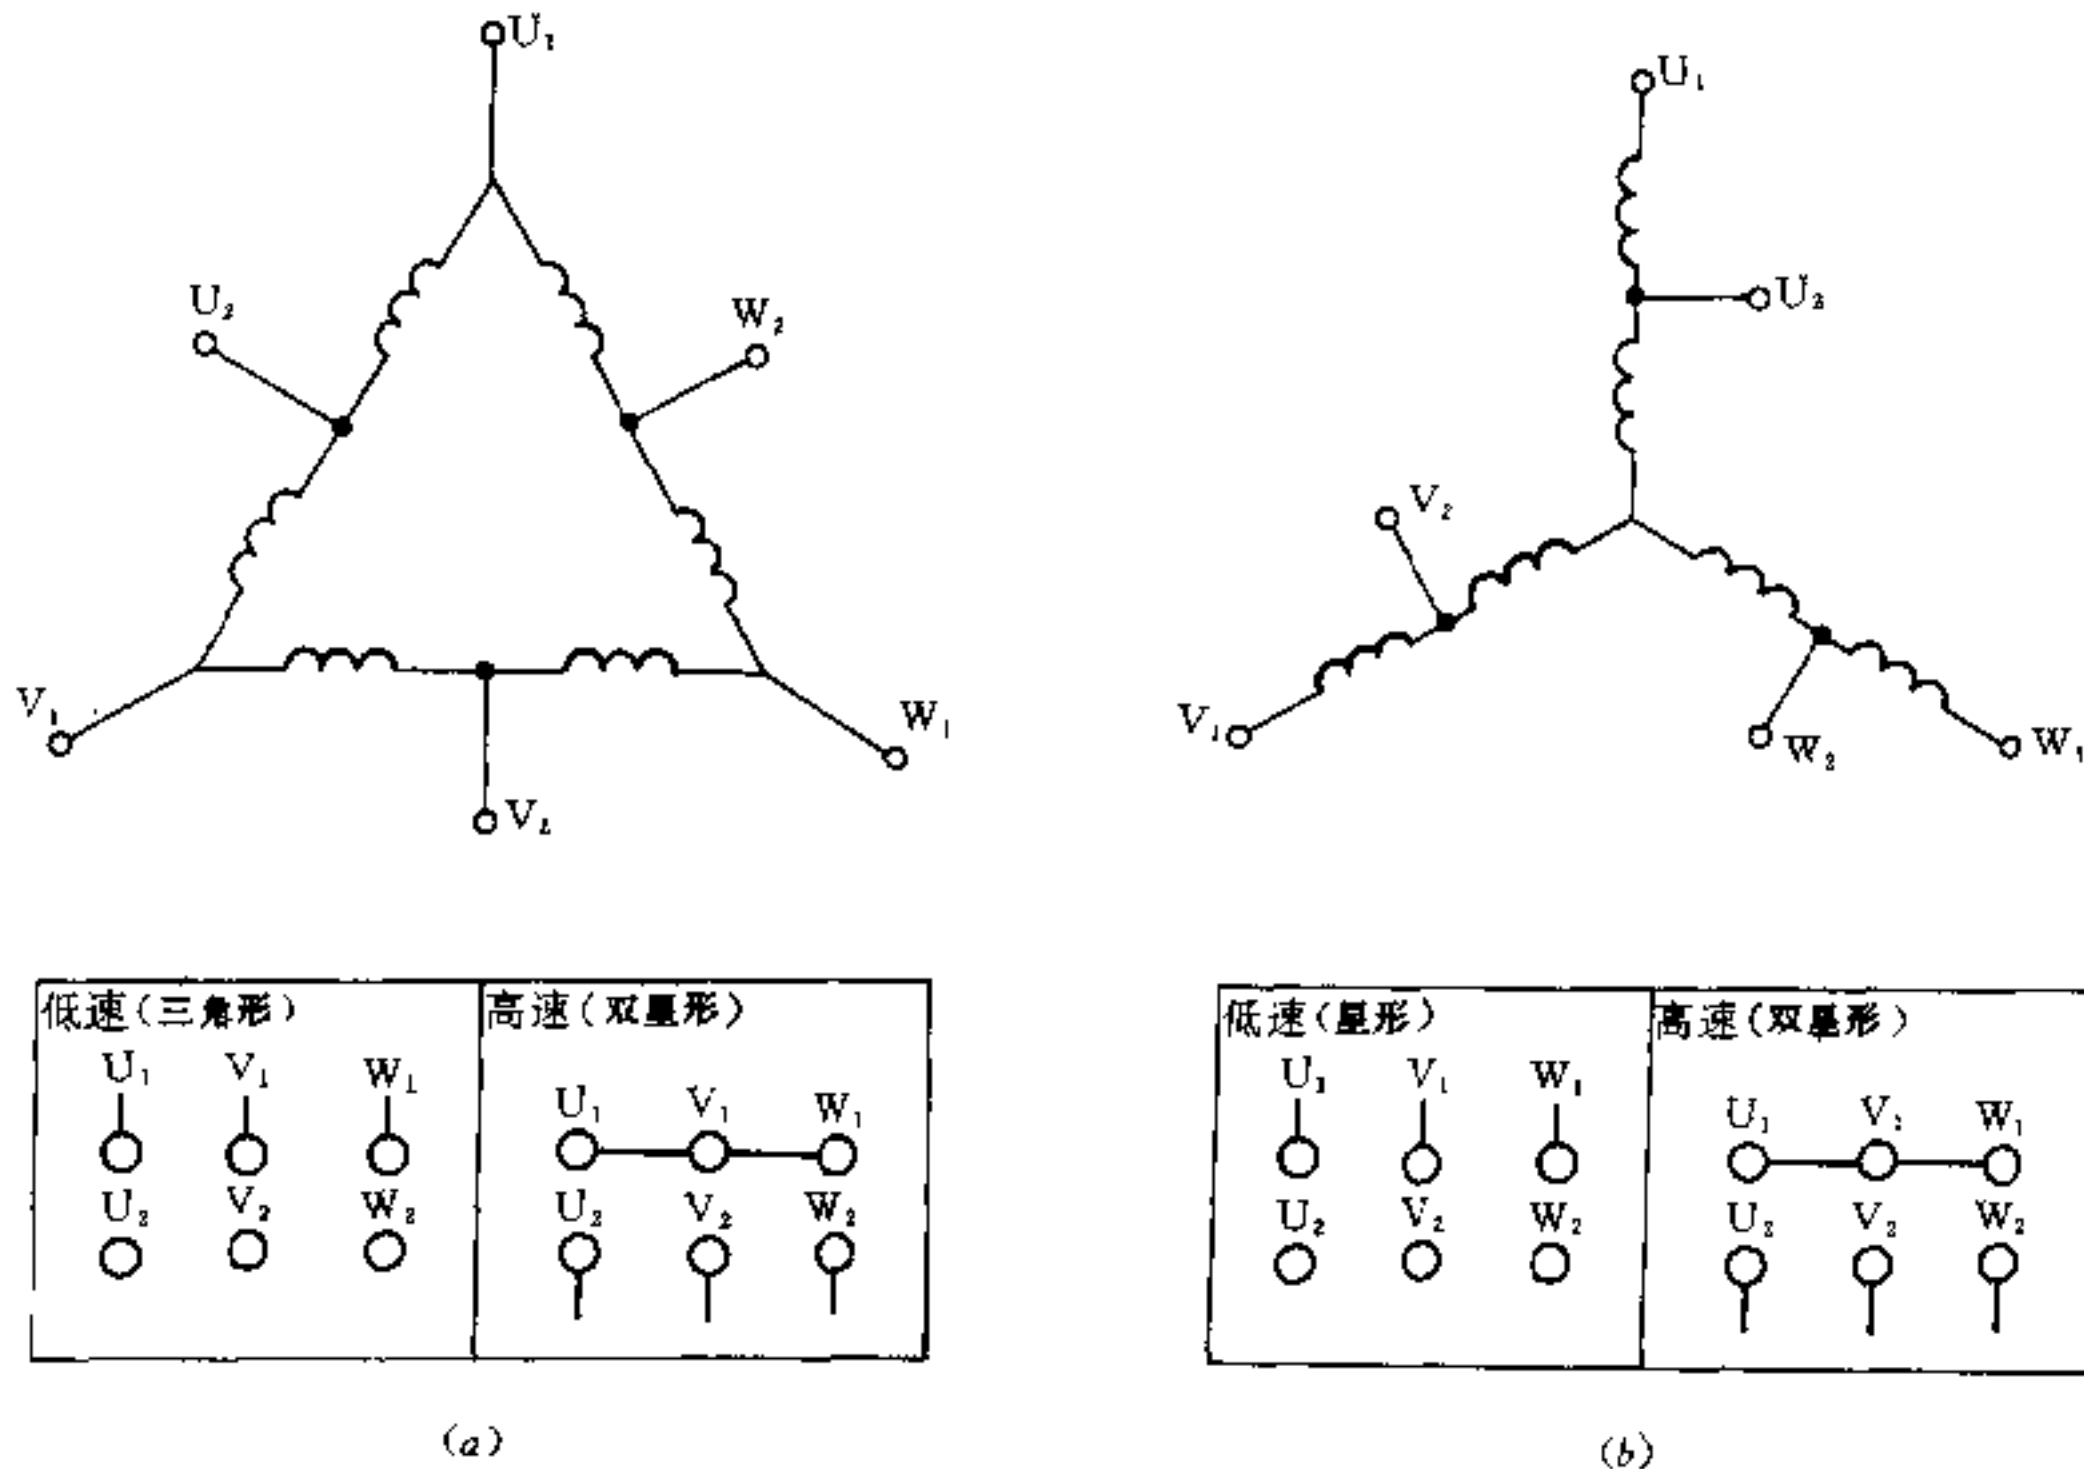 U₁
U₂
W₂
V₁
W₁
V₂
低速(三角形)
U₁ V₁ W₁
U₂ V₂ W₂
高速(双星形)
U₁ V₁ W₁
U₂ V₂ W₂
(a)
U₁
U₂
V₂
V₁
W₂
W₁
低速(星形)
U₁ V₁ W₁
U₂ V₂ W₂
高速(双星形)
U₁ V₁ W₁
U₂ V₂ W₂
(b)